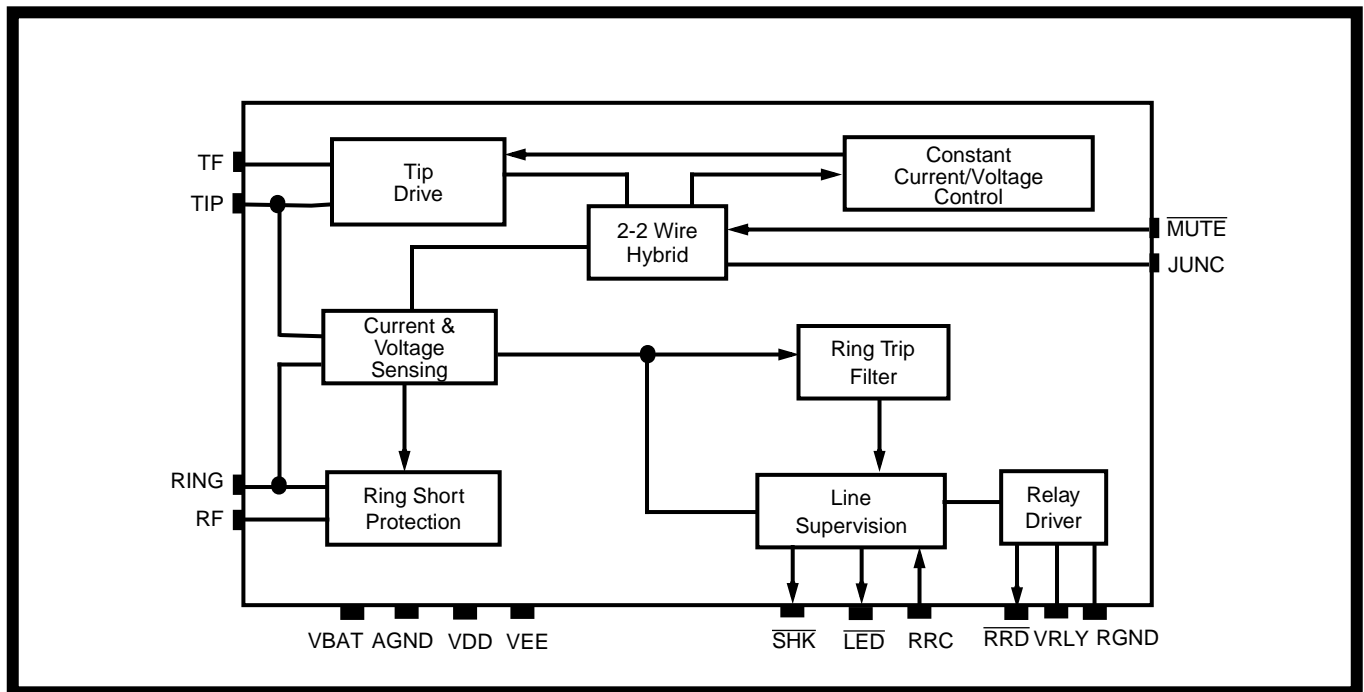 TF
TIP
Tip
Drive
Constant
Current/Voltage
Control
2-2 Wire
Hybrid
MUTE
JUNC
Current &
Voltage
Sensing
Ring Trip
Filter
RING
RF
Ring Short
Protection
Line
Supervision
Relay
Driver
VBAT AGND VDD VEE SHK LED RRC RRD VRLY RGND